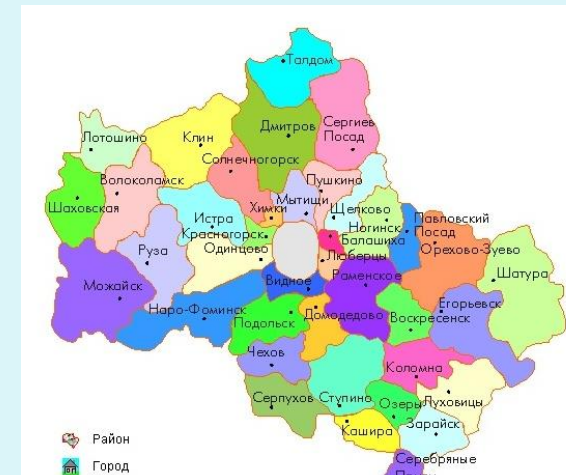 Талдом
Дмитров
Сергиев
Посад
Клин
Лотошино
Солнечногорск
Волоколамск
Пушкино
Мытищи
Шаховская
Истра
Химки
Щелково
Красногорск
Ногинск
Павловский
Посад
Балашиха
Руза
Одинцово
Люберцы
Орехово-Зуево
Шатура
Видное
Раменское
Можайск
Наро-Фоминск
Подольск
Домодедово
Воскресенск
Егорьевск
Чехов
Коломна
Серпухов
Ступино
Озеры
Луховицы
Кашира
Зарайск
Район
Город
Серебряные